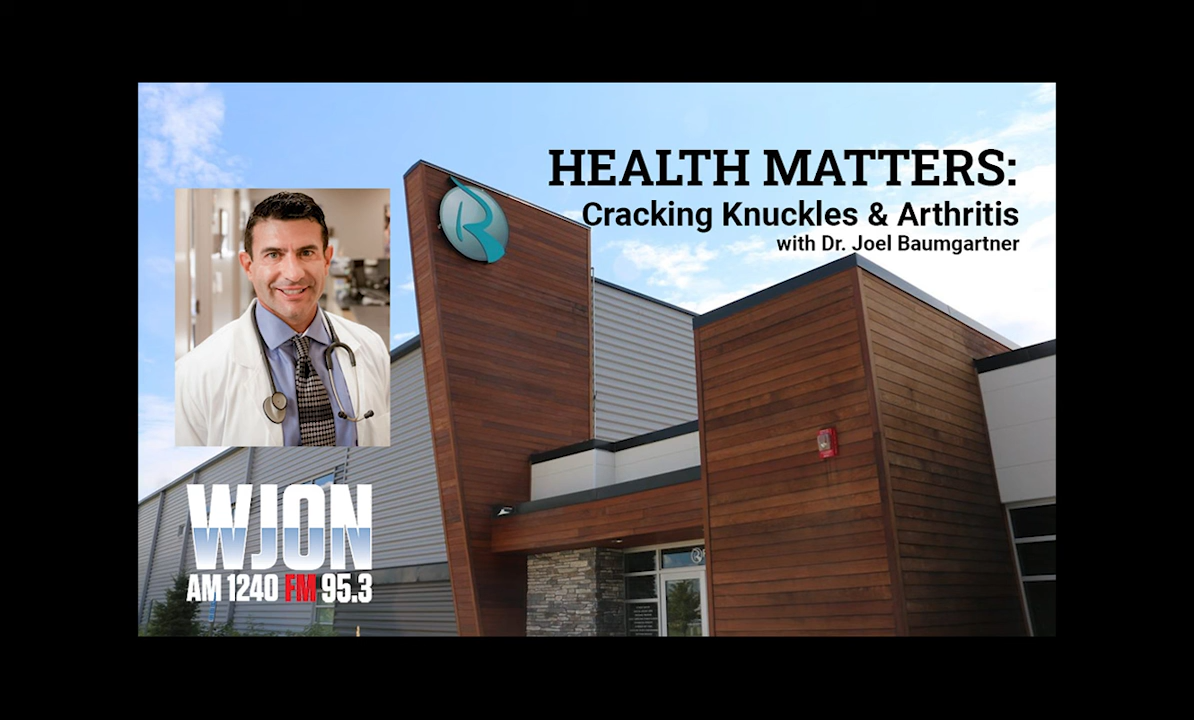 HEALTH MATTERS:
Cracking Knuckles & Arthritis
with Dr. Joel Baumgartner
R
WJON
AM 1240 FM 95.3
R